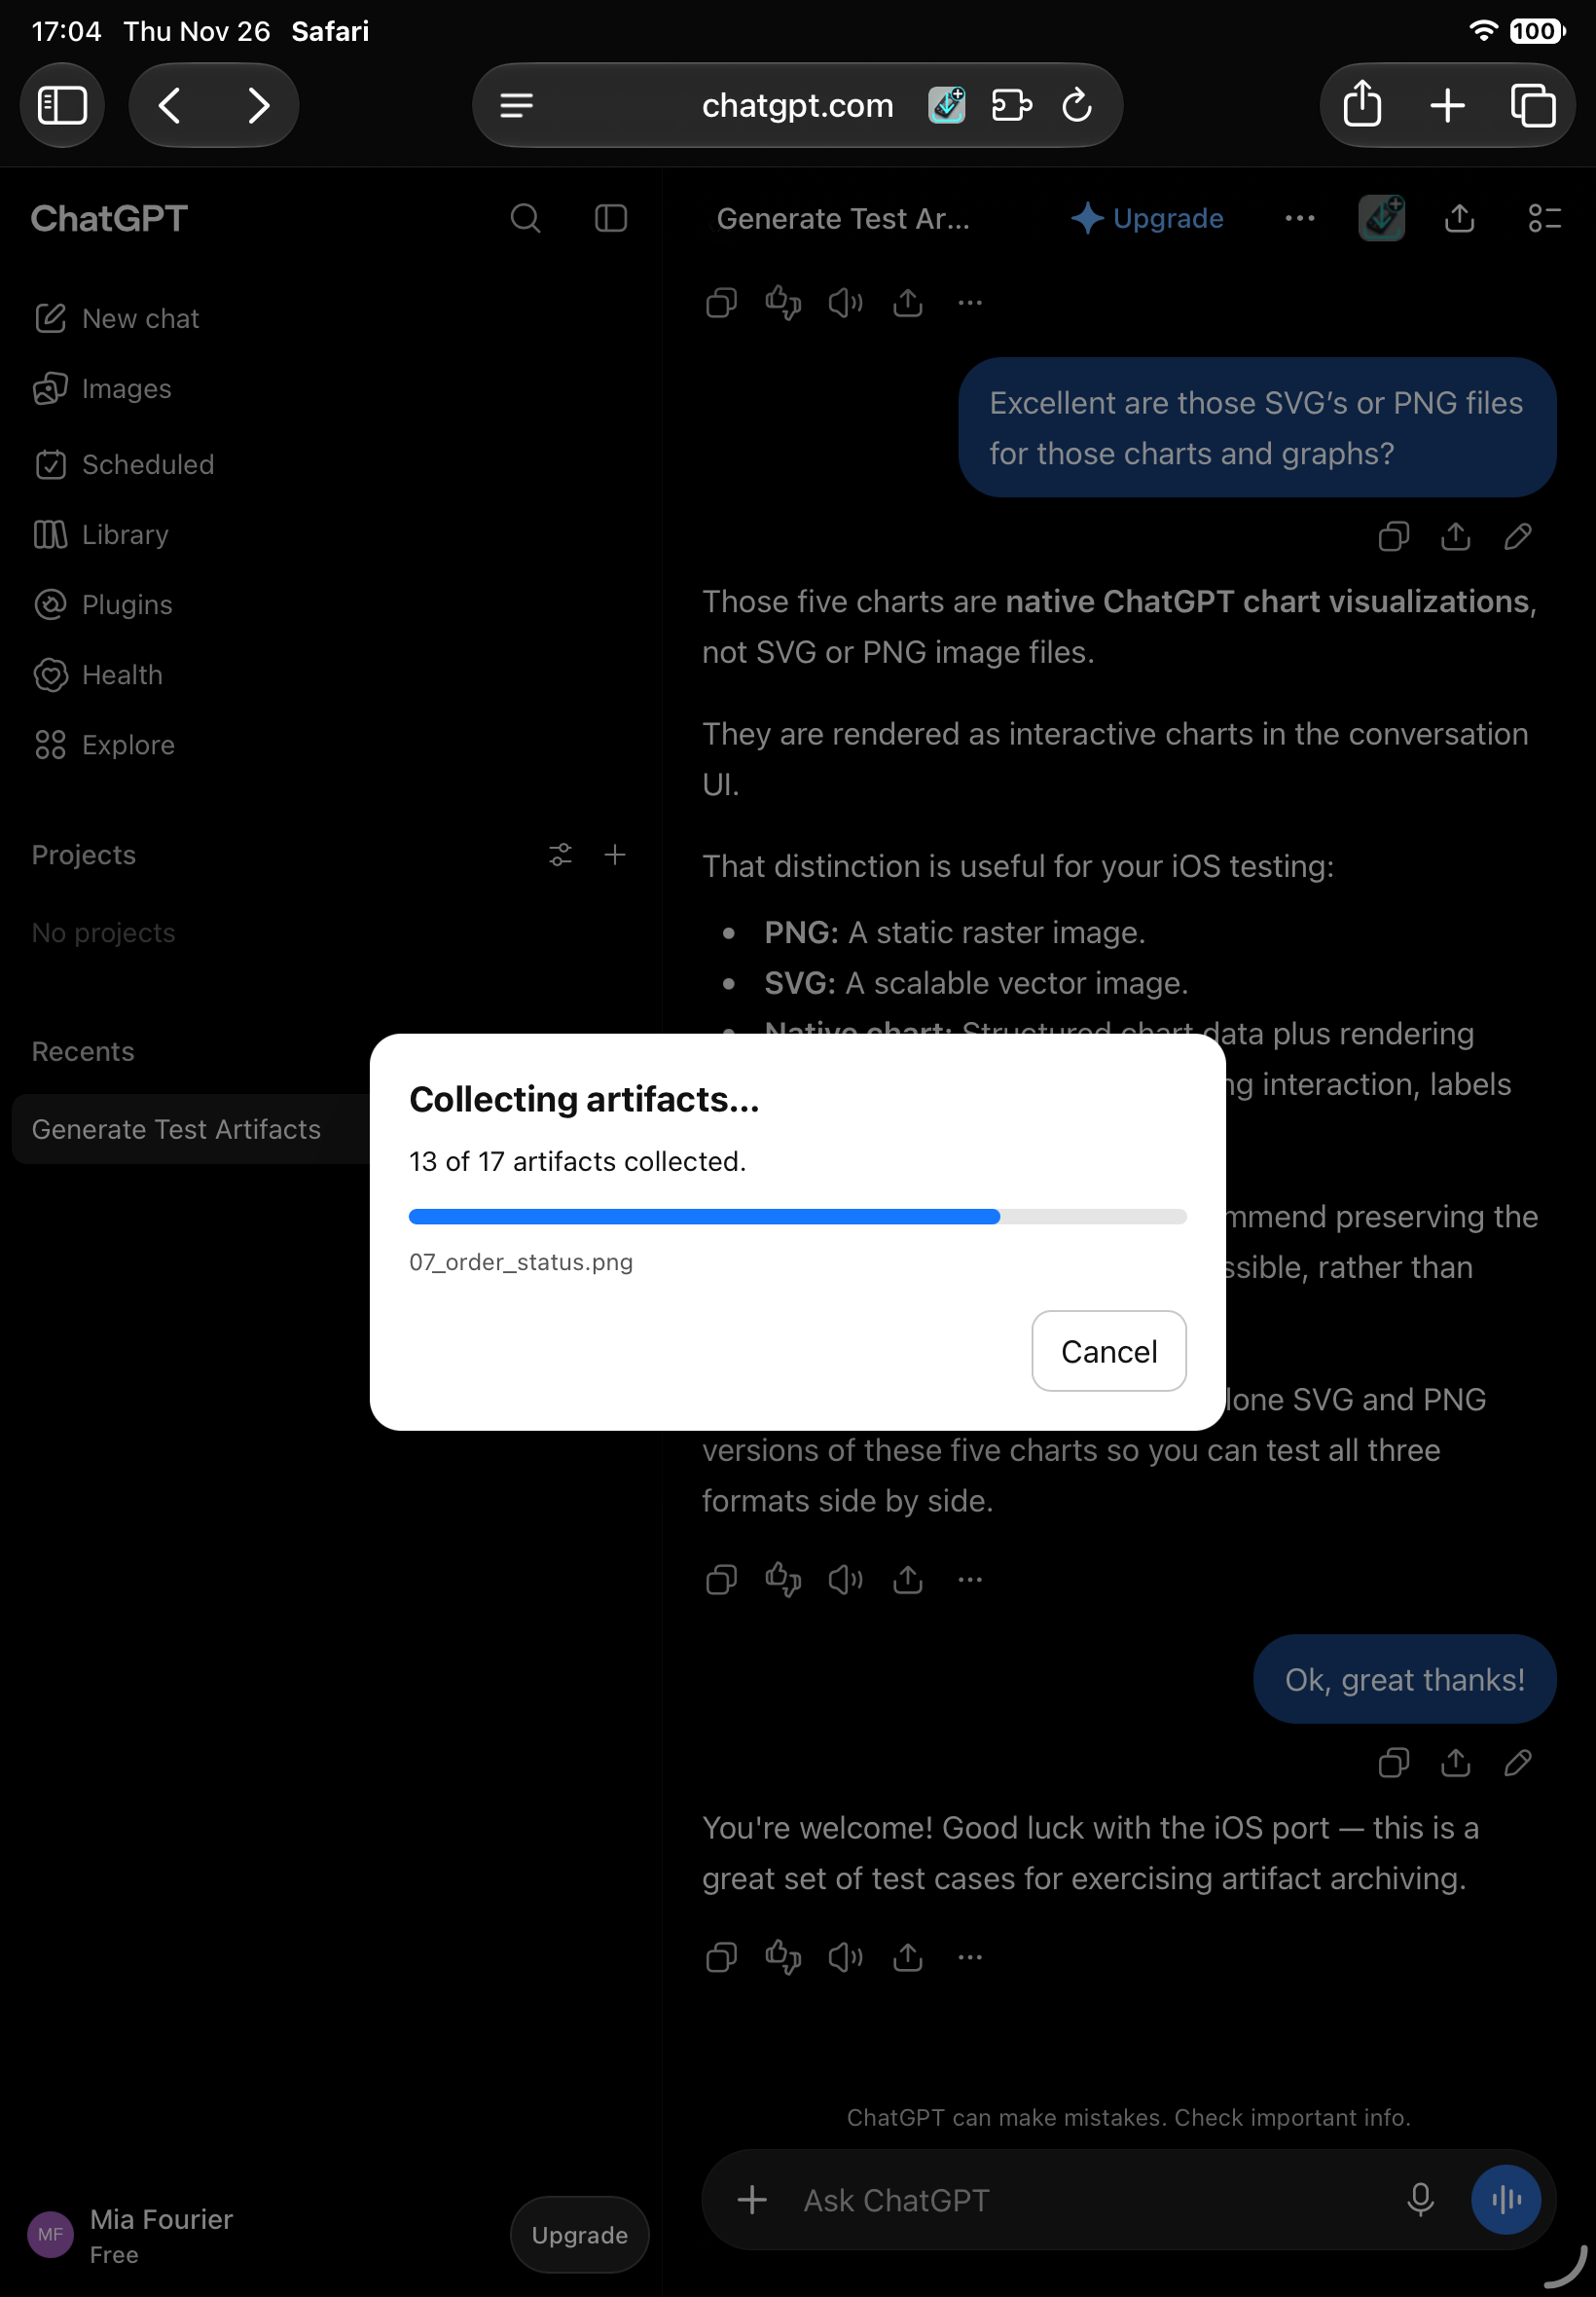 17:04 Thu Nov 26 Safari
100
chatgpt.com
ChatGPT
New chat
Images
Scheduled
Library
Plugins
Health
Explore
Projects
No projects
Recents
Generate Test Artifacts
Mia Fourier
MF
Free
Upgrade
Generate Test Ar...
Upgrade
Excellent are those SVG’s or PNG files
for those charts and graphs?
Those five charts are native ChatGPT chart visualizations,
not SVG or PNG image files.
They are rendered as interactive charts in the conversation
UI.
That distinction is useful for your iOS testing:
PNG: A static raster image.
SVG: A scalable vector image.
Native chart: Structured chart data plus rendering
interaction, labels
preserving the
rather than
SVG and PNG
versions of these five charts so you can test all three
formats side by side.
Ok, great thanks!
You're welcome! Good luck with the iOS port — this is a
great set of test cases for exercising artifact archiving.
ChatGPT can make mistakes. Check important info.
Ask ChatGPT
Collecting artifacts...
13 of 17 artifacts collected.
07_order_status.png
Cancel